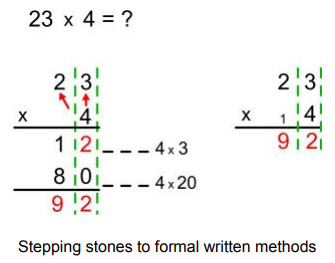 23 x 4 = ?
2 3
x 4
1 2 4 x 3
8 0 4 x 20
9 2
2 3
x 1 4
9 2
Stepping stones to formal written methods